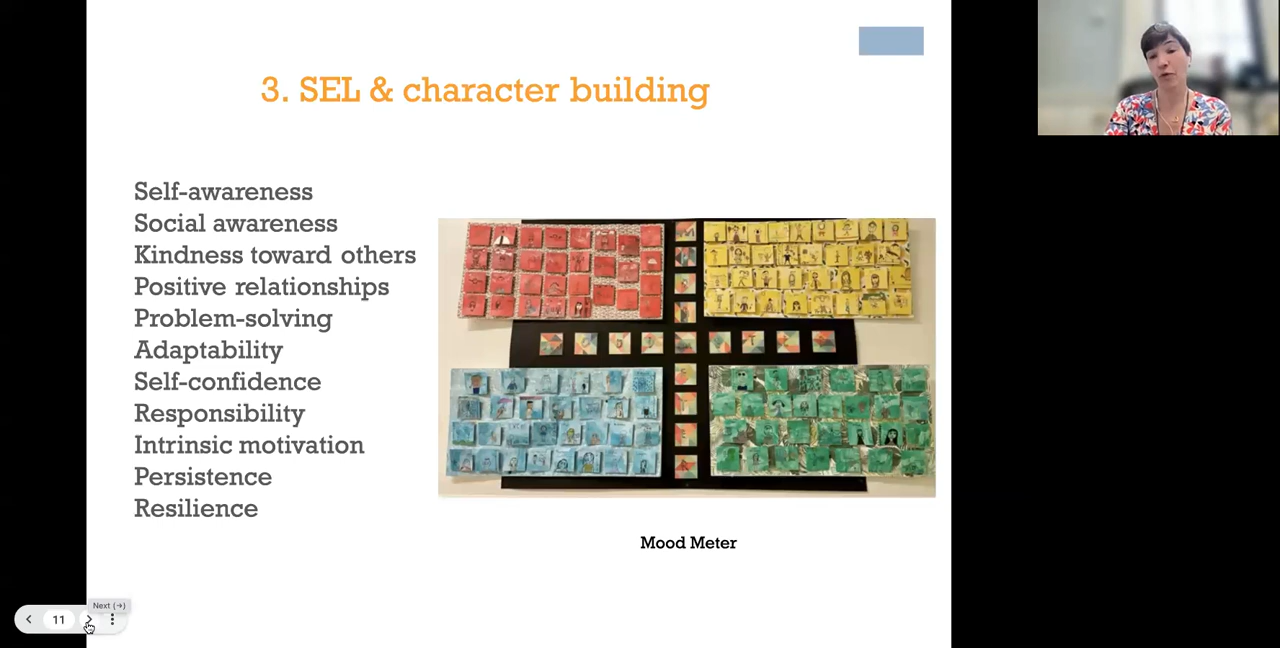 3. SEL & character building
Self-awareness
Social awareness
Kindness toward others
Positive relationships
Problem-solving
Adaptability
Self-confidence
Responsibility
Intrinsic motivation
Persistence
Resilience
Mood Meter
Next (→)
11